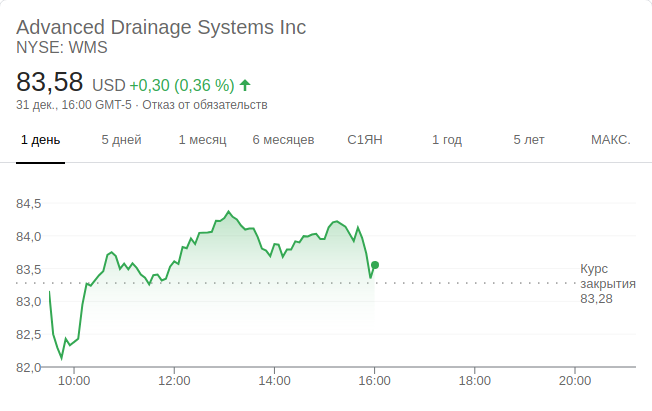 Advanced Drainage Systems Inc
NYSE: WMS
83,58 USD +0,30 (0,36 %)
31 дек., 16:00 GMT-5 · Отказ от обязательств
1 день 5 дней 1 месяц 6 месяцев С1ЯН 1 год 5 лет МАКС.
84,5
84,0
83,5
83,0
82,5
82,0
Курс
закрытия
83,28
10:00 12:00 14:00 16:00 18:00 20:00